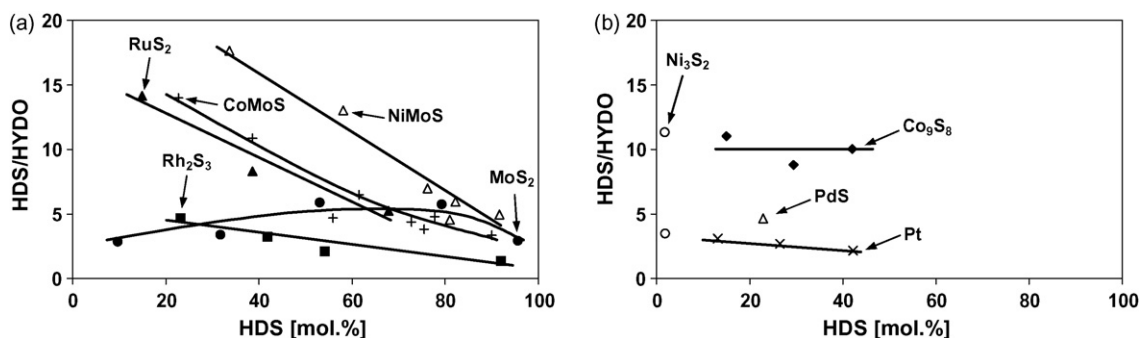 (a)
20
15
10
5
0
HDS/HYDO
RuS₂
CoMoS
NiMoS
Rh₂S₃
MoS₂
0 20 40 60 80 100
HDS [mol.%]
(b)
20
15
10
5
0
HDS/HYDO
Ni₃S₂
Co₉S₈
PdS
Pt
0 20 40 60 80 100
HDS [mol.%]